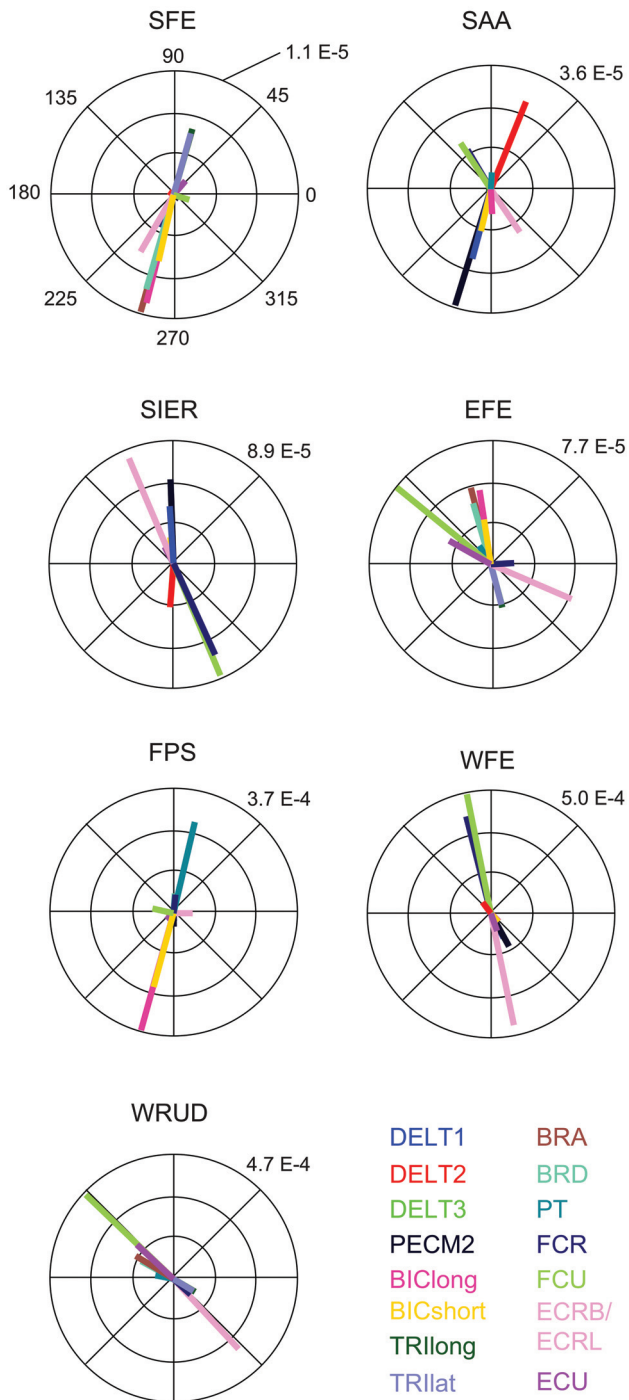 SFE
SAA
90
1.1 E-5
3.6 E-5
135
45
180
0
225
315
270
SIER
EFE
8.9 E-5
7.7 E-5
FPS
WFE
3.7 E-4
5.0 E-4
WRUD
4.7 E-4
DELT1
BRA
DELT2
BRD
DELT3
PT
PECM2
FCR
BIClong
FCU
BICshort
ECRB/
TRIlong
ECRL
TRIlat
ECU